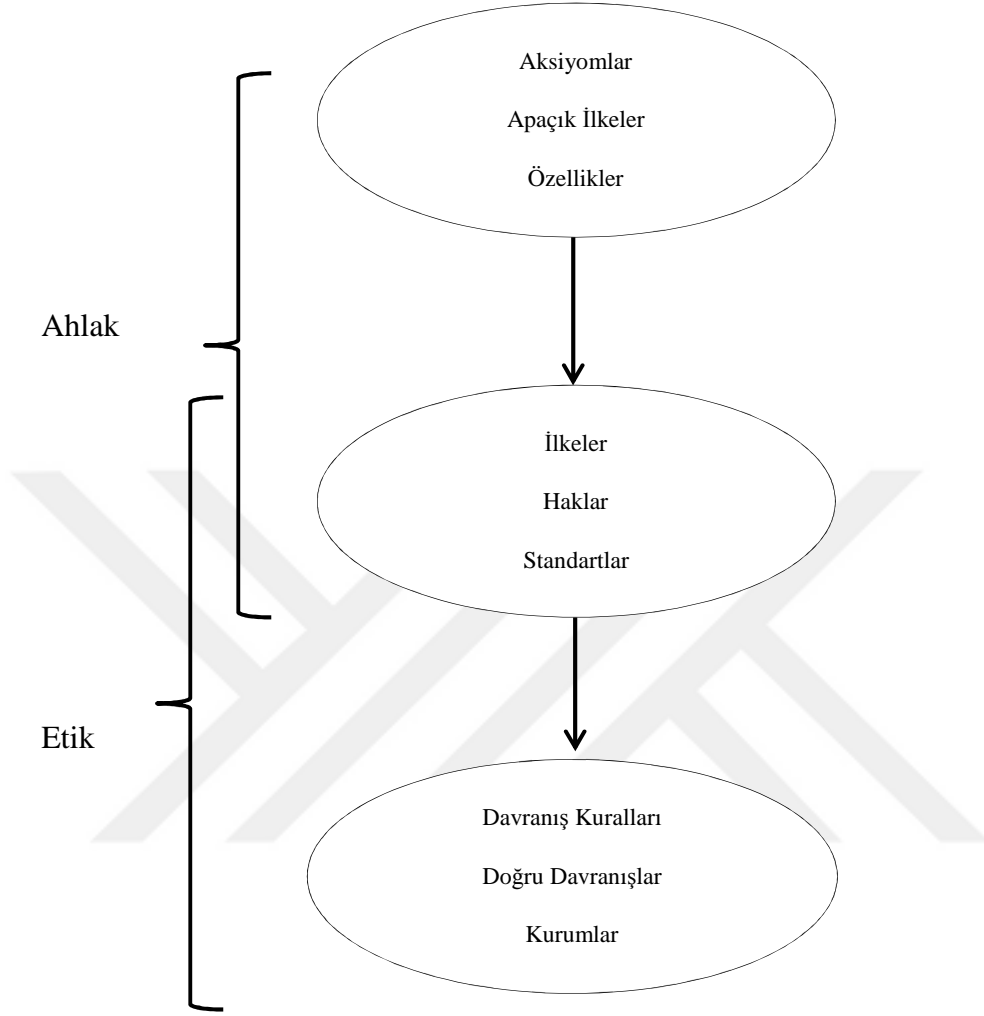 Aksiyomlar
Apaçık İlkeler
Özellikler
Ahlak
İlkeler
Haklar
Standartlar
Etik
Davranış Kuralları
Doğru Davranışlar
Kurumlar